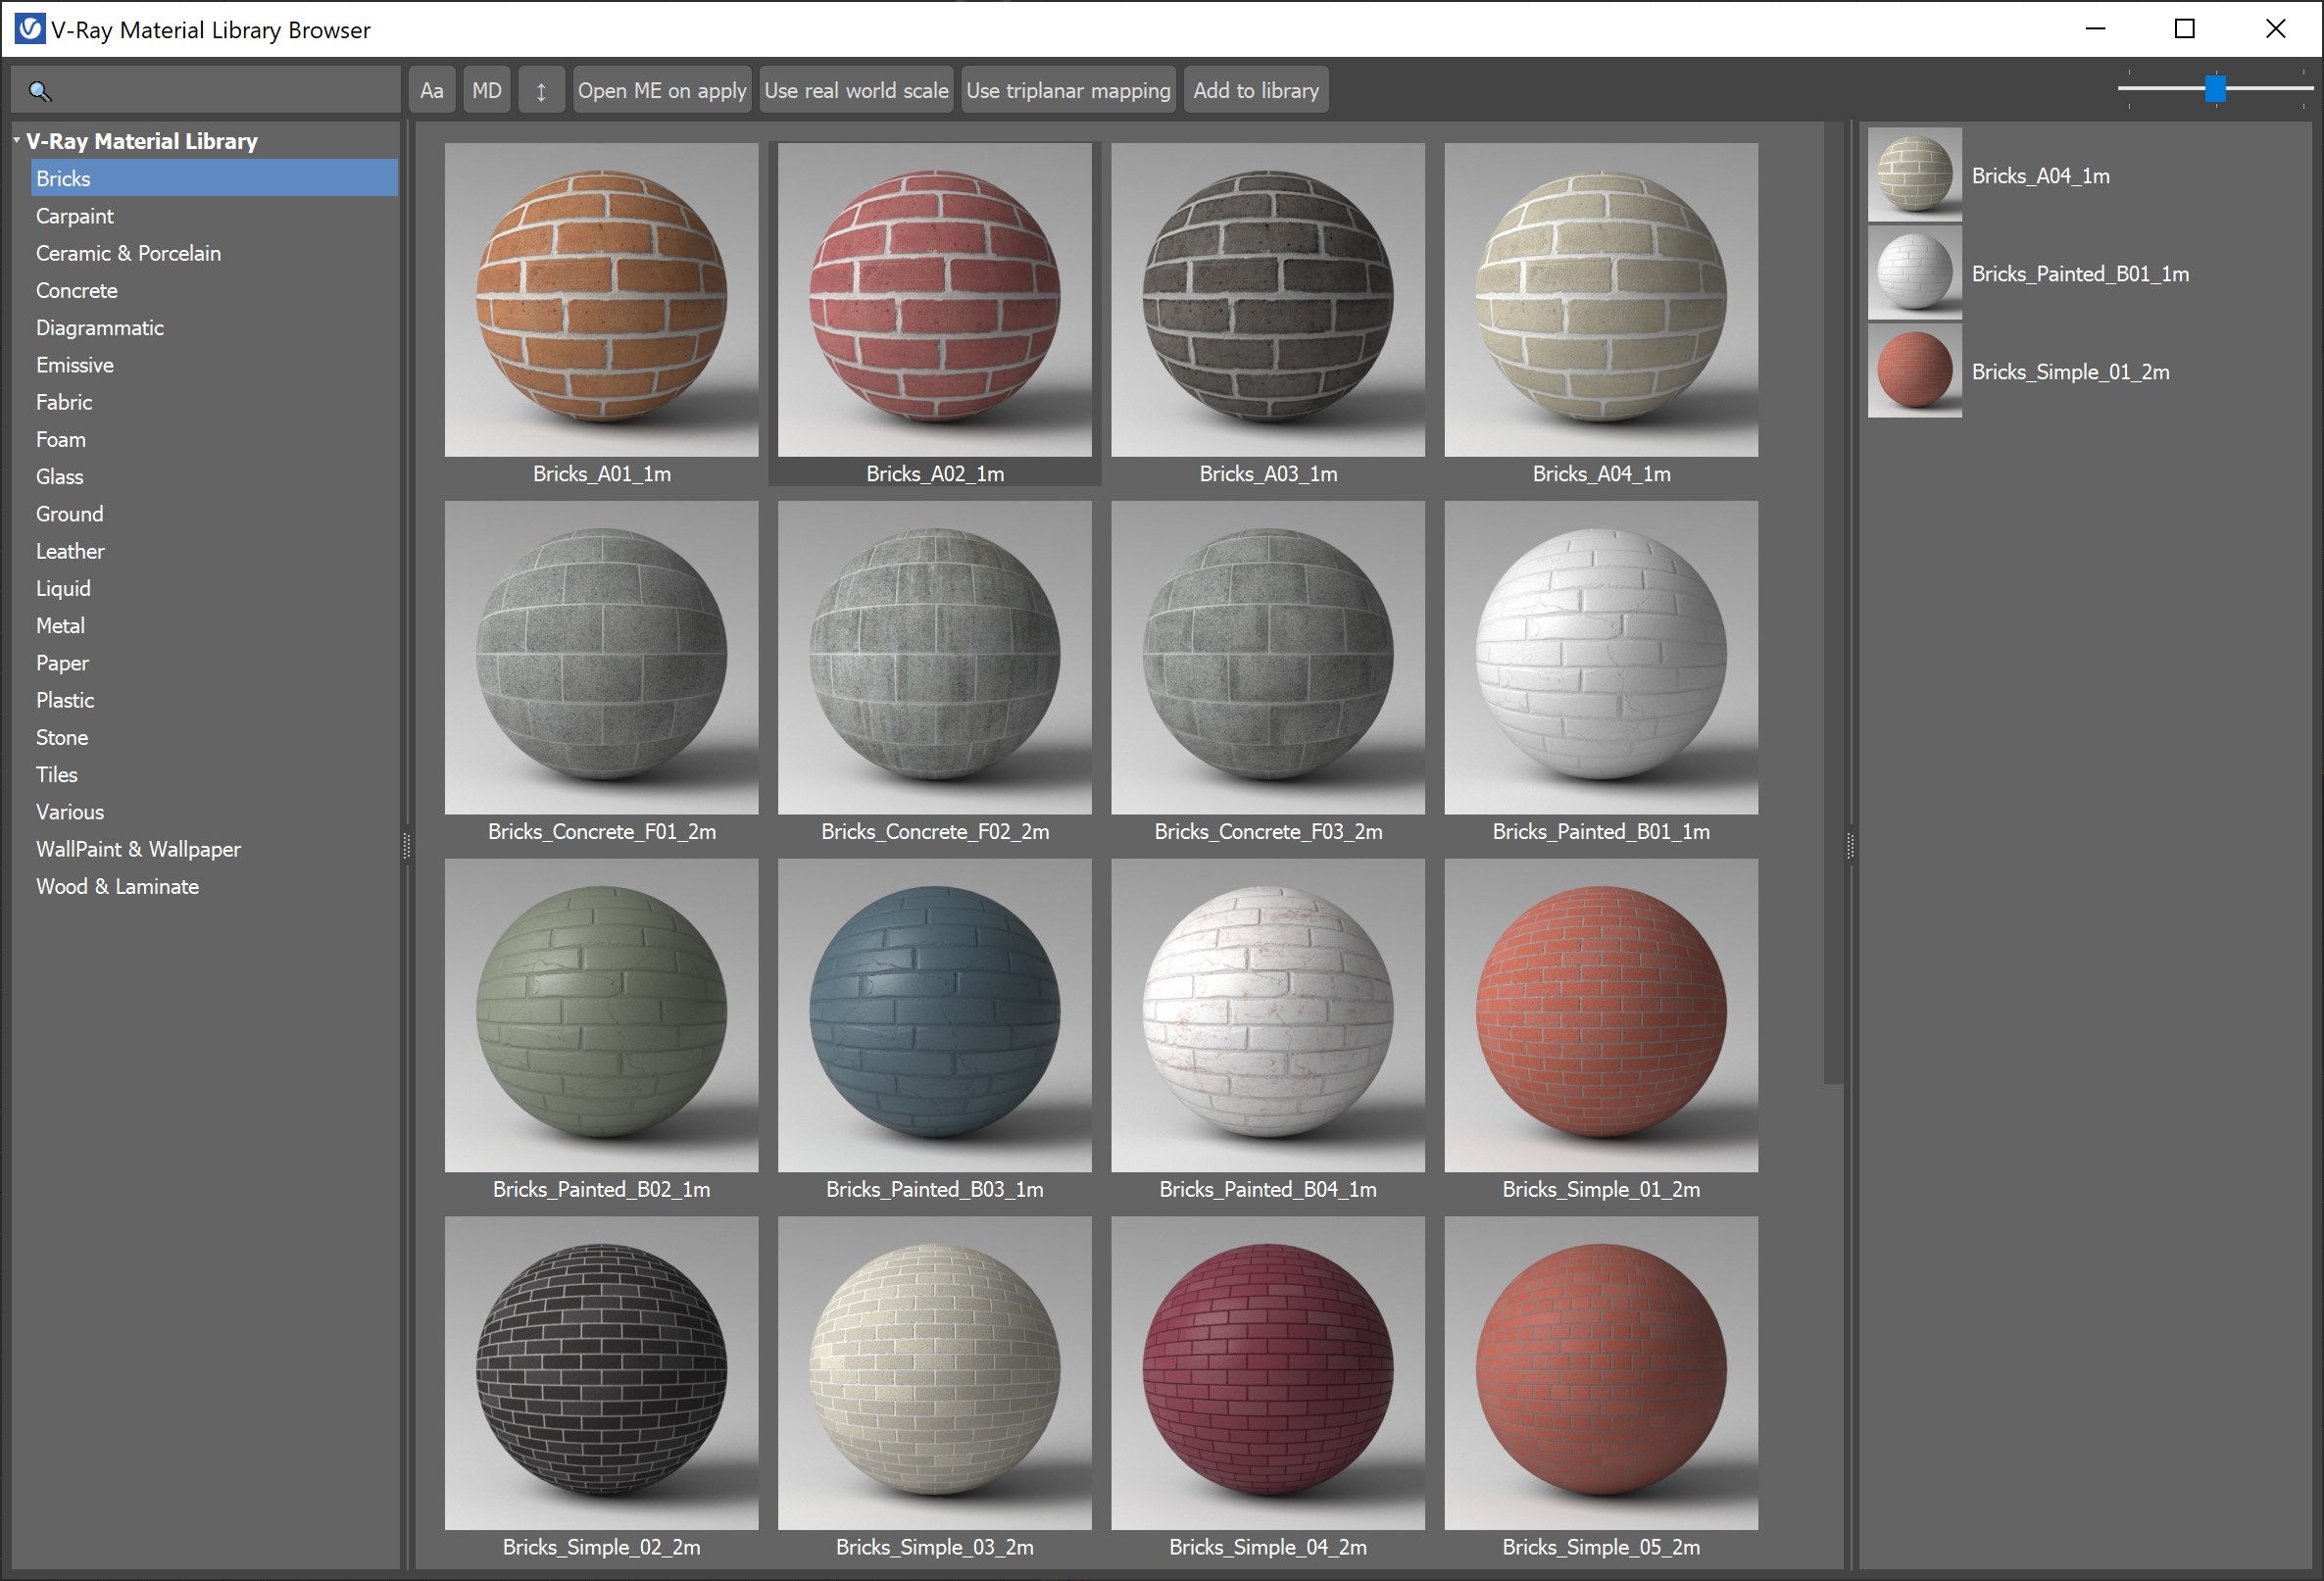 V-Ray Material Library Browser
Aa MD ↕ Open ME on apply Use real world scale Use triplanar mapping Add to library
V-Ray Material Library
Bricks
Carpaint
Ceramic & Porcelain
Concrete
Diagrammatic
Emissive
Fabric
Foam
Glass
Ground
Leather
Liquid
Metal
Paper
Plastic
Stone
Tiles
Various
WallPaint & Wallpaper
Wood & Laminate
Bricks_A01_1m
Bricks_A02_1m
Bricks_A03_1m
Bricks_A04_1m
Bricks_Concrete_F01_2m
Bricks_Concrete_F02_2m
Bricks_Concrete_F03_2m
Bricks_Painted_B01_1m
Bricks_Painted_B02_1m
Bricks_Painted_B03_1m
Bricks_Painted_B04_1m
Bricks_Simple_01_2m
Bricks_Simple_02_2m
Bricks_Simple_03_2m
Bricks_Simple_04_2m
Bricks_Simple_05_2m
Bricks_A04_1m
Bricks_Painted_B01_1m
Bricks_Simple_01_2m